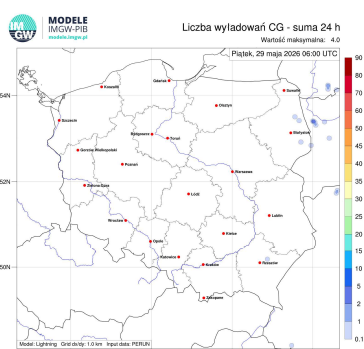 IM
GW
MODELE
IMGW-PIB
modele.imgw.pl
Liczba wyładowań CG - suma 24 h
Wartość maksymalna: 4.0
Piątek, 29 maja 2026 06:00 UTC
54N
52N
50N
Gdańsk
Koszalin
Suwałki
Olsztyn
Szczecin
Bydgoszcz
Toruń
Białystok
Gorzów Wielkopolski
Poznań
Warszawa
Zielona Góra
Łódź
Wrocław
Lublin
Opole
Kielce
Katowice
Kraków
Rzeszów
Zakopane
90
80
70
60
55
50
45
40
35
30
25
20
15
10
5
2
1
0.1
Model: Lightning Grid ds/dy: 1.0 km Input data: PERUN